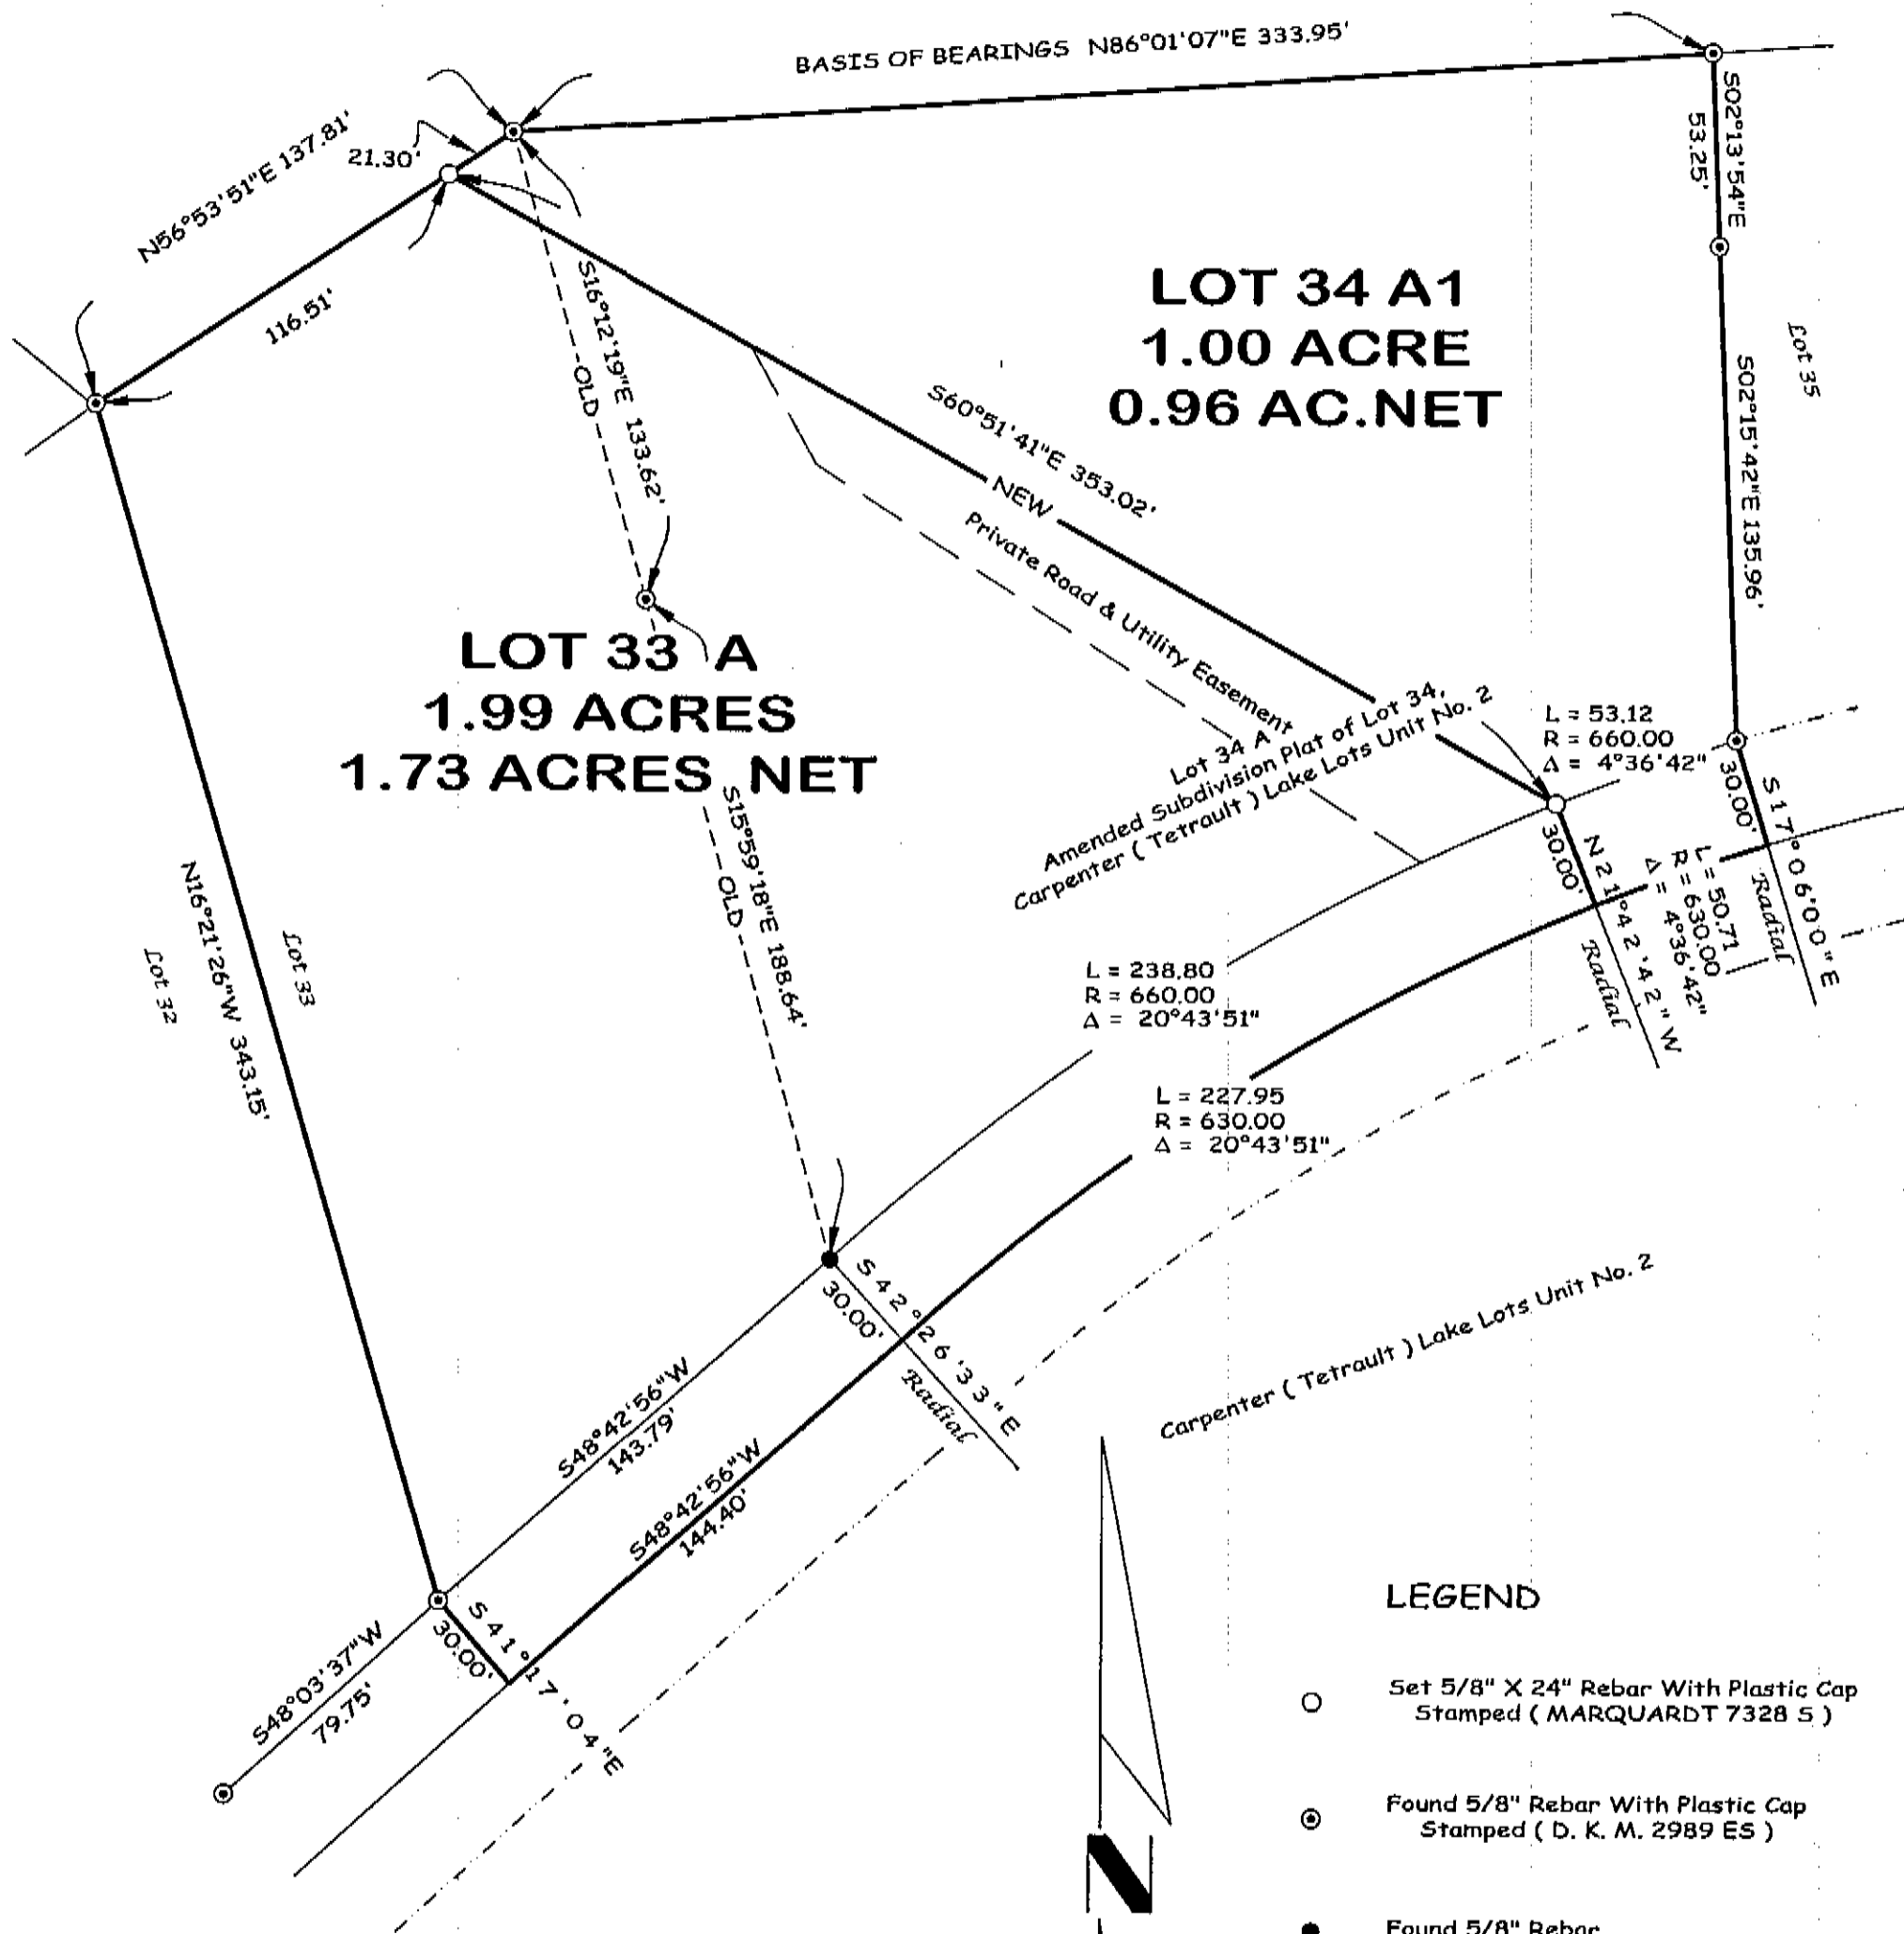 BASIS OF BEARINGS N86°01'07"E 333.95'
N56°53'51"E 137.81'
21.30'
116.51'
S02°13'54"E
53.25'
S16°12'19"E 133.62'
OLD
LOT 34 A1
1.00 ACRE
0.96 AC.NET
Lot 35
S02°15'42"E 135.96'
S60°51'41"E 353.02'
NEW
Private Road & Utility Easement
LOT 33 A
1.99 ACRES
1.73 ACRES NET
Lot 34 A
Amended Subdivision Plat of Lot 34,
Carpenter ( Tetrault ) Lake Lots Unit No. 2
L = 53.12
R = 660.00
Δ = 4°36'42"
30.00'
S17°06'00"E
Radial
30.00'
N21°42'42"W
Radial
L = 50.71
R = 630.00
Δ = 4°36'42"
S15°59'18"E 188.64'
OLD
N16°21'26"W 343.15'
Lot 33
Lot 32
L = 238.80
R = 660.00
Δ = 20°43'51"
L = 227.95
R = 630.00
Δ = 20°43'51"
S42°26'33"E
30.00'
Radial
Carpenter ( Tetrault ) Lake Lots Unit No. 2
S48°42'56"W
143.79'
S48°42'56"W
144.40'
S41°17'04"E
30.00'
S48°03'37"W
79.75'
N
LEGEND
Set 5/8" X 24" Rebar With Plastic Cap
Stamped ( MARQUARDT 7328 S )
Found 5/8" Rebar With Plastic Cap
Stamped ( D. K. M. 2989 ES )
Found 5/8" Rebar